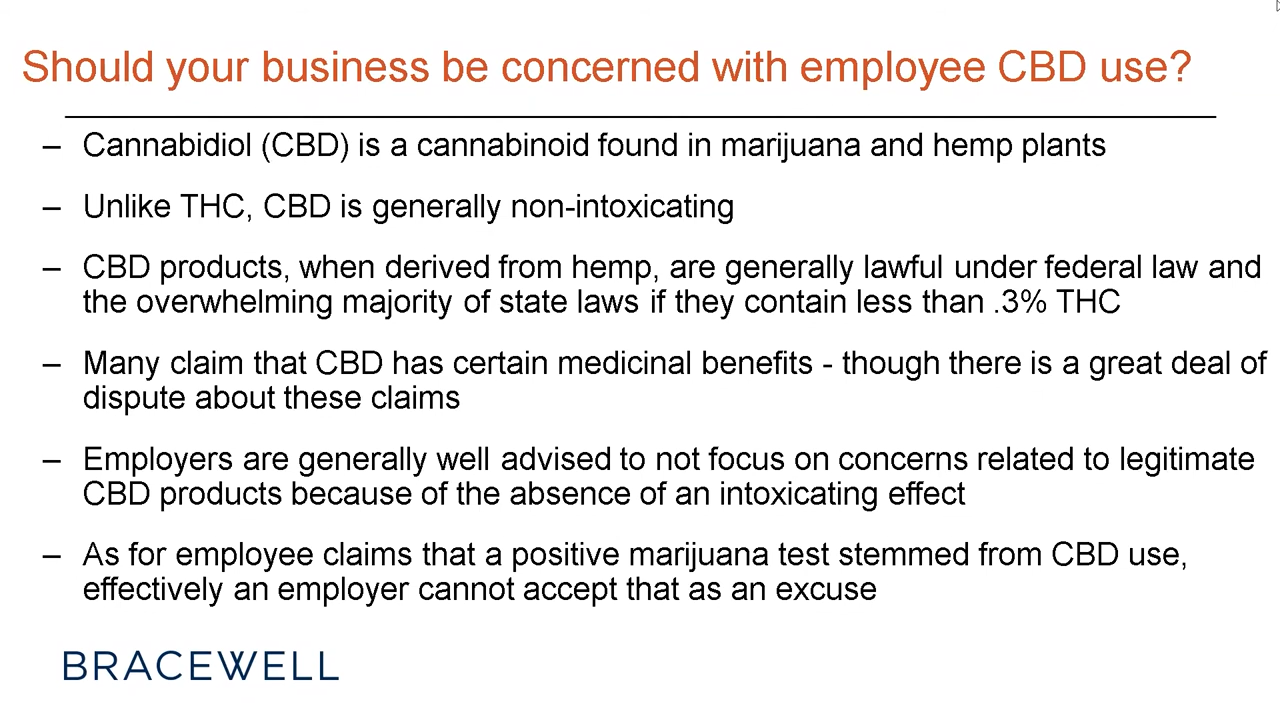 Should your business be concerned with employee CBD use?
– Cannabidiol (CBD) is a cannabinoid found in marijuana and hemp plants
– Unlike THC, CBD is generally non-intoxicating
– CBD products, when derived from hemp, are generally lawful under federal law and
the overwhelming majority of state laws if they contain less than .3% THC
– Many claim that CBD has certain medicinal benefits - though there is a great deal of
dispute about these claims
– Employers are generally well advised to not focus on concerns related to legitimate
CBD products because of the absence of an intoxicating effect
– As for employee claims that a positive marijuana test stemmed from CBD use,
effectively an employer cannot accept that as an excuse
BRACEWELL